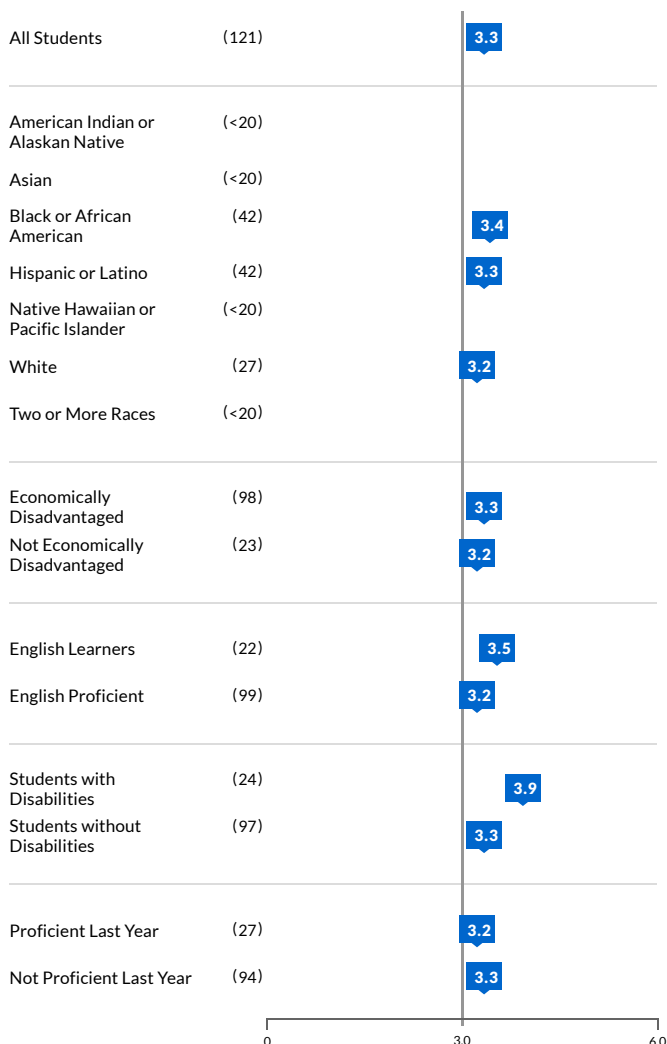 All Students (121) 3.3
American Indian or (<20)
Alaskan Native
Asian (<20)
Black or African (42) 3.4
American
Hispanic or Latino (42) 3.3
Native Hawaiian or (<20)
Pacific Islander
White (27) 3.2
Two or More Races (<20)
Economically (98) 3.3
Disadvantaged
Not Economically (23) 3.2
Disadvantaged
English Learners (22) 3.5
English Proficient (99) 3.2
Students with (24) 3.9
Disabilities
Students without (97) 3.3
Disabilities
Proficient Last Year (27) 3.2
Not Proficient Last Year (94) 3.3
0 3.0 6.0